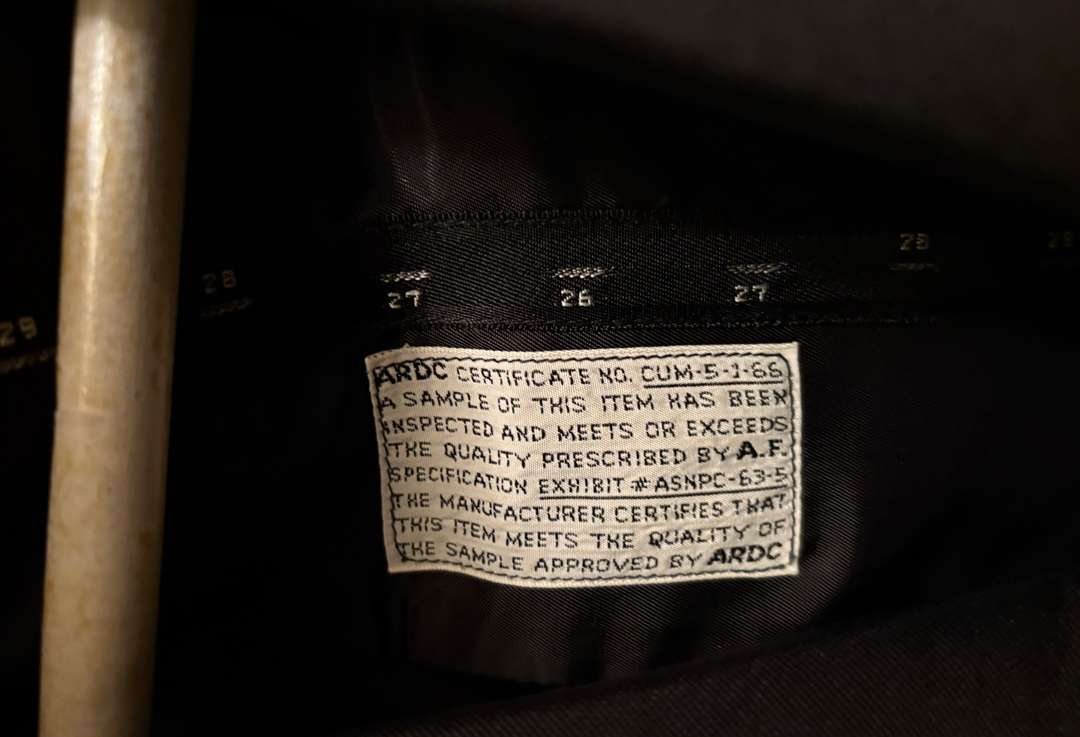 28
28
29
28
27
26
27
ARDC CERTIFICATE NO. CUM-5-1-66
A SAMPLE OF THIS ITEM HAS BEEN
INSPECTED AND MEETS OR EXCEEDS
THE QUALITY PRESCRIBED BY A.F.
SPECIFICATION EXHIBIT # ASNPC-63-5
THE MANUFACTURER CERTIFIES THAT
THIS ITEM MEETS THE QUALITY OF
THE SAMPLE APPROVED BY ARDC